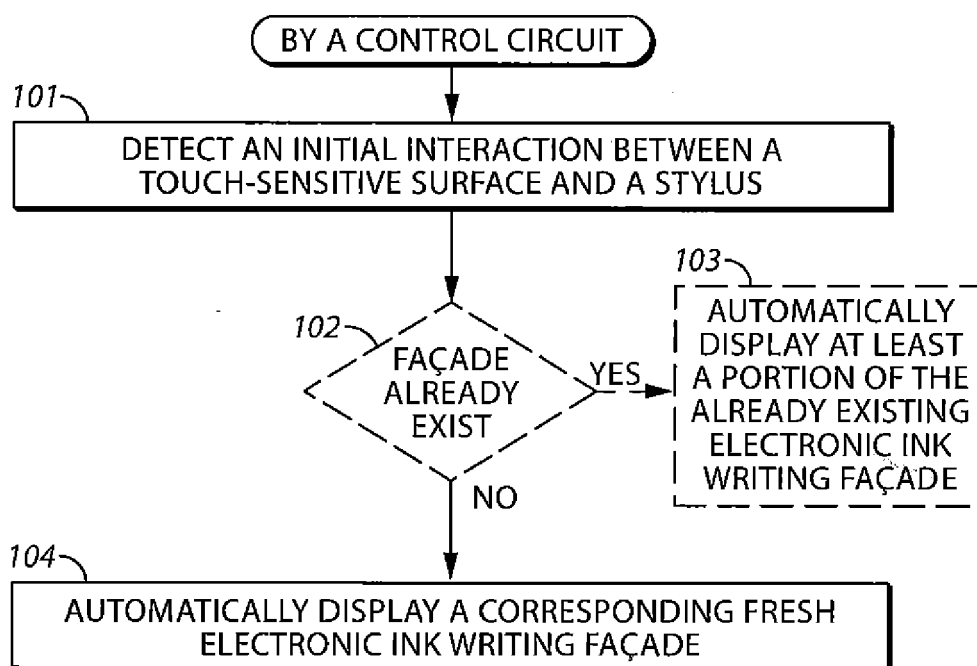 BY A CONTROL CIRCUIT
101
DETECT AN INITIAL INTERACTION BETWEEN A
TOUCH-SENSITIVE SURFACE AND A STYLUS
102
FAÇADE
ALREADY
EXIST
YES
103
AUTOMATICALLY
DISPLAY AT LEAST
A PORTION OF THE
ALREADY EXISTING
ELECTRONIC INK
WRITING FAÇADE
NO
104
AUTOMATICALLY DISPLAY A CORRESPONDING FRESH
ELECTRONIC INK WRITING FAÇADE